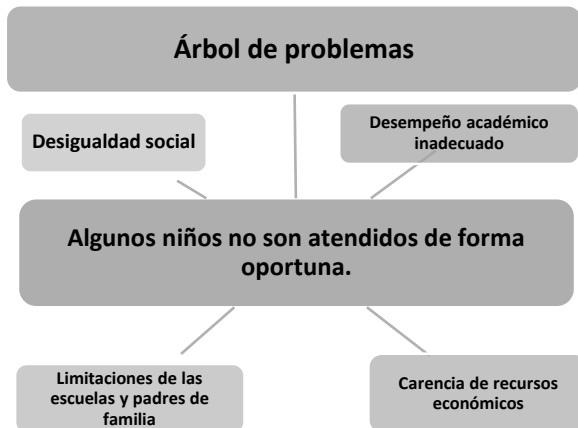 Árbol de problemas
Desigualdad social
Desempeño académico
inadecuado
Algunos niños no son atendidos de forma
oportuna.
Limitaciones de las
escuelas y padres de
familia
Carencia de recursos
económicos